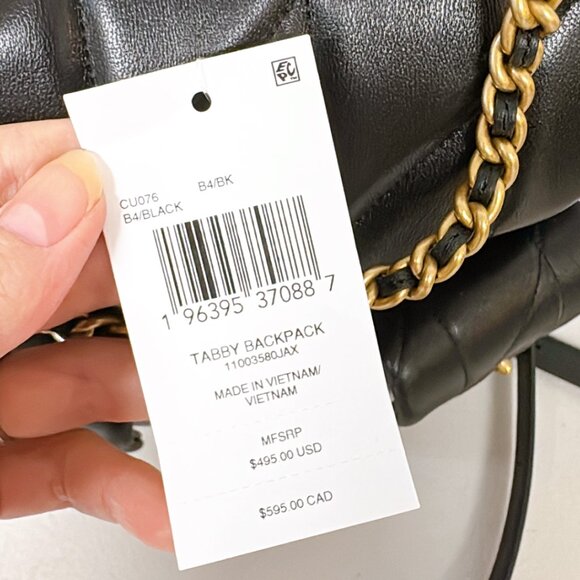 EPC
CU076 B4/BK
B4/BLACK
1 96395 37088 7
TABBY BACKPACK
11003580JAX
MADE IN VIETNAM/
VIETNAM
MFSRP
$495.00 USD
$595.00 CAD